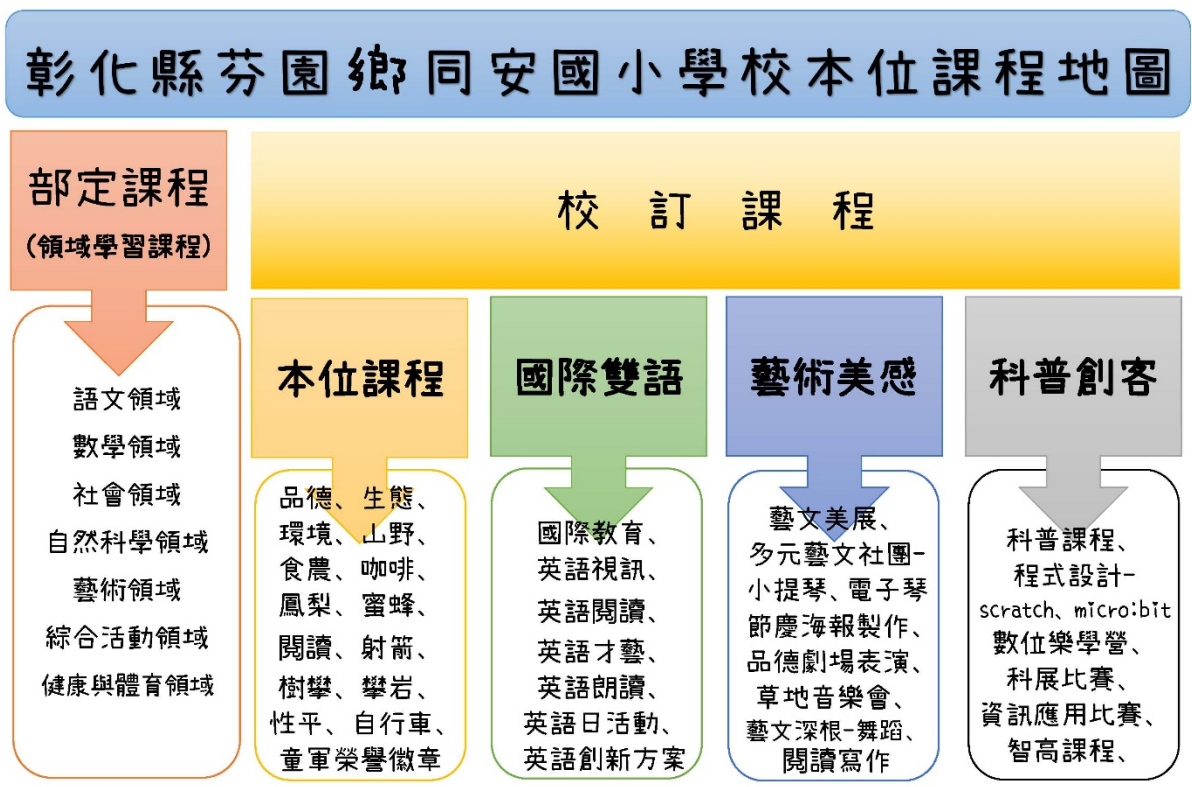 彰化縣芬園鄉同安國小學校本位課程地圖
部定課程
(領域學習課程)
語文領域
數學領域
社會領域
自然科學領域
藝術領域
綜合活動領域
健康與體育領域
校訂課程
本位課程
品德、生態、
環境、山野、
食農、咖啡、
鳳梨、蜜蜂、
閱讀、射箭、
樹攀、攀岩、
性平、自行車、
童軍榮譽徽章
國際雙語
國際教育、
英語視訊、
英語閱讀、
英語才藝、
英語朗讀、
英語日活動、
英語創新方案
藝術美感
藝文美展、
多元藝文社團-
小提琴、電子琴
節慶海報製作、
品德劇場表演、
草地音樂會、
藝文深根-舞蹈、
閱讀寫作
科普創客
科普課程、
程式設計-
scratch、micro:bit
數位樂學營、
科展比賽、
資訊應用比賽、
智高課程、